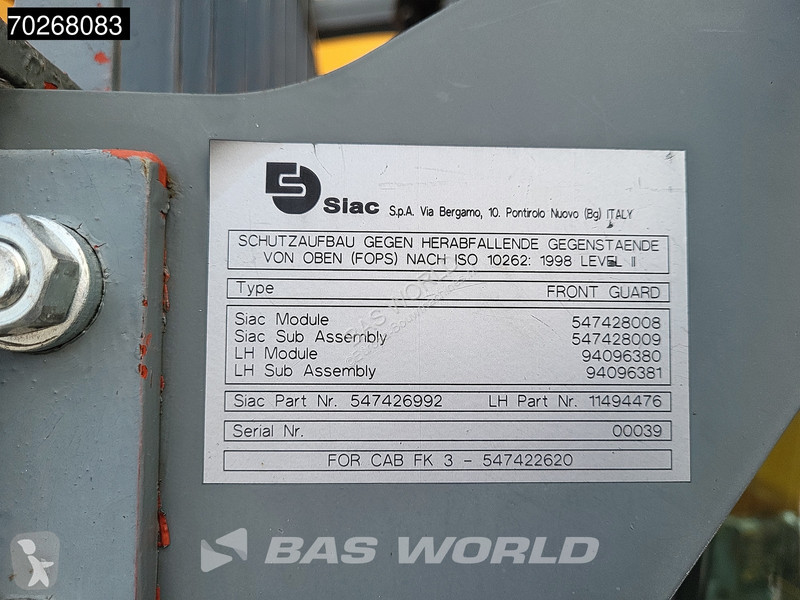 70268083
Siac S.p.A. Via Bergamo, 10. Pontirolo Nuovo (Bg) ITALY
SCHUTZAUFBAU GEGEN HERABFALLENDE GEGENSTAENDE
VON OBEN (FOPS) NACH ISO 10262: 1998 LEVEL II
Type FRONT GUARD
Siac Module 547428008
Siac Sub Assembly 547428009
LH Module 94096380
LH Sub Assembly 94096381
Siac Part Nr. 547426992 LH Part Nr. 11494476
Serial Nr. 00039
FOR CAB FK 3 - 547422620
BAS WORLD
BAS WORLD